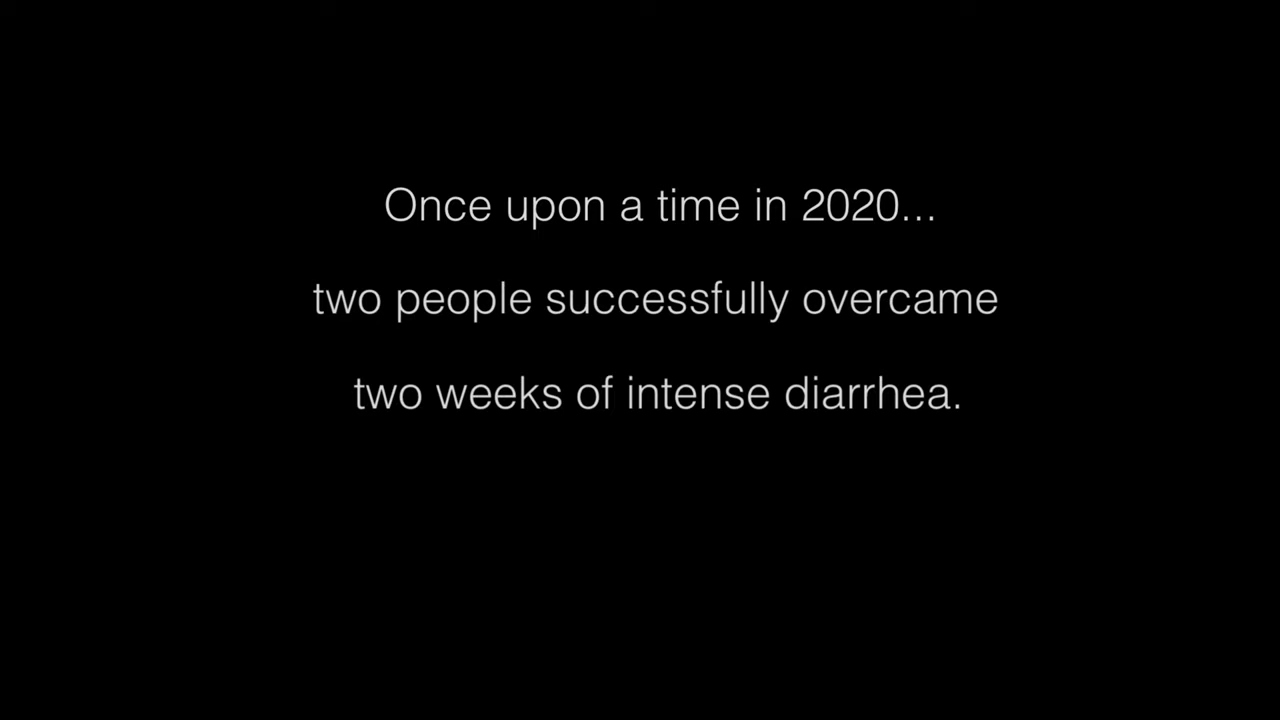 Once upon a time in 2020...
two people successfully overcame
two weeks of intense diarrhea.